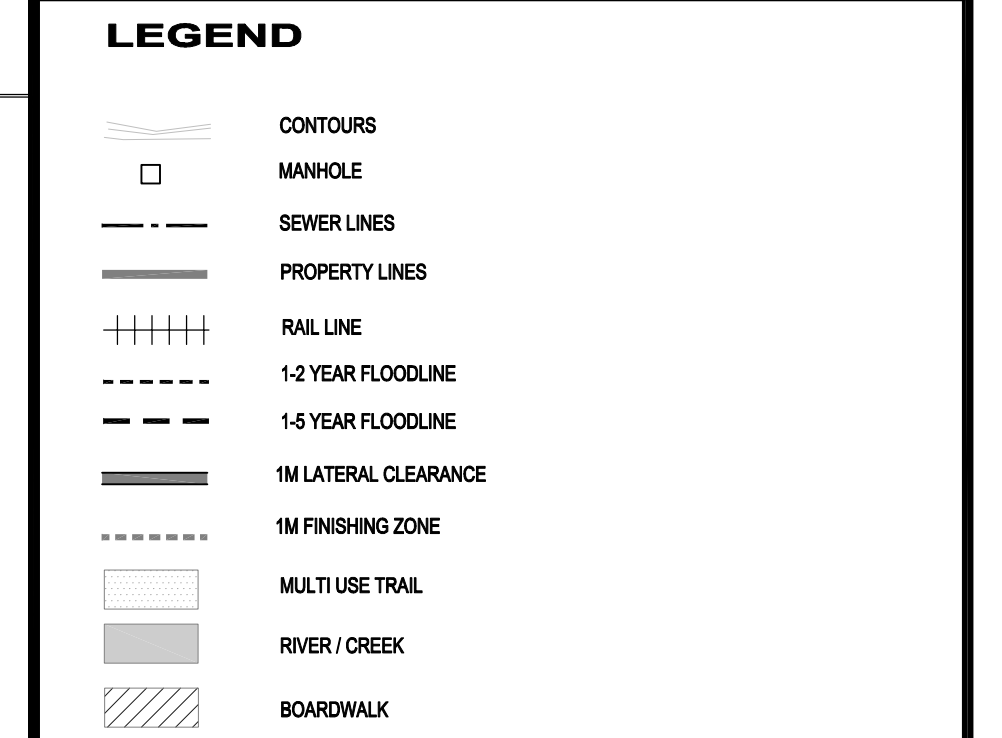 LEGEND
CONTOURS
MANHOLE
SEWER LINES
PROPERTY LINES
RAIL LINE
1-2 YEAR FLOODLINE
1-5 YEAR FLOODLINE
1M LATERAL CLEARANCE
1M FINISHING ZONE
MULTI USE TRAIL
RIVER / CREEK
BOARDWALK